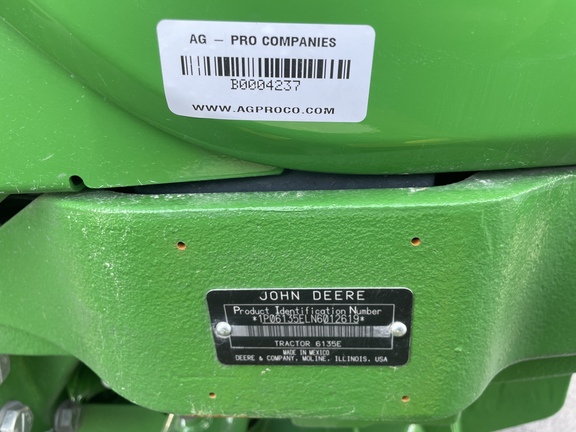 AG – PRO COMPANIES
B0004237
WWW.AGPROCO.COM
JOHN DEERE
Product Identification Number
*1P06135ELN6012619*
TRACTOR 6135E
MADE IN MEXICO
DEERE & COMPANY, MOLINE, ILLINOIS, USA